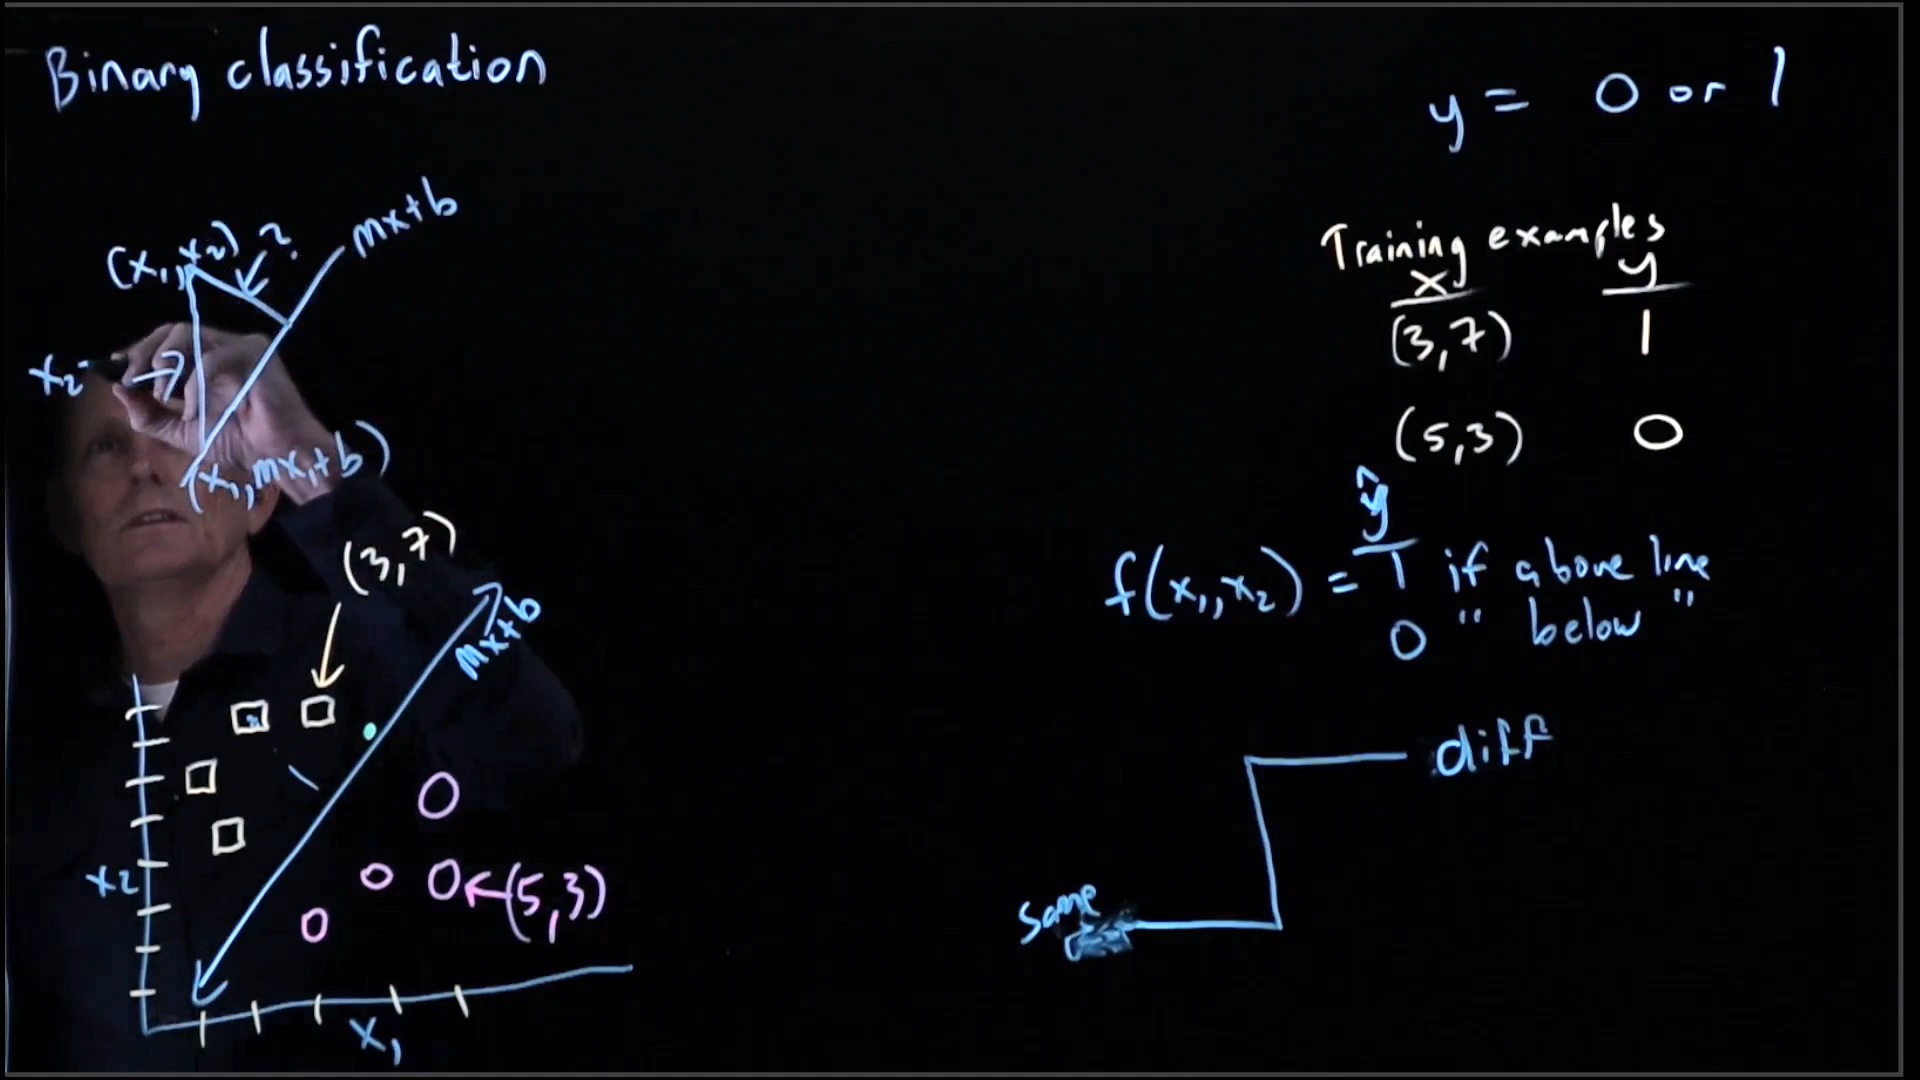 Binary classification
y = 0 or 1
mx+b
(x1,x2) ?
x2-
(x1,mx1+b)
(3,7)
mx+b
x2
(5,3)
x1
Training examples
x y
(3,7) 1
(5,3) 0
ŷ
f(x1,x2) = 1 if above line
0 " below "
diff
same